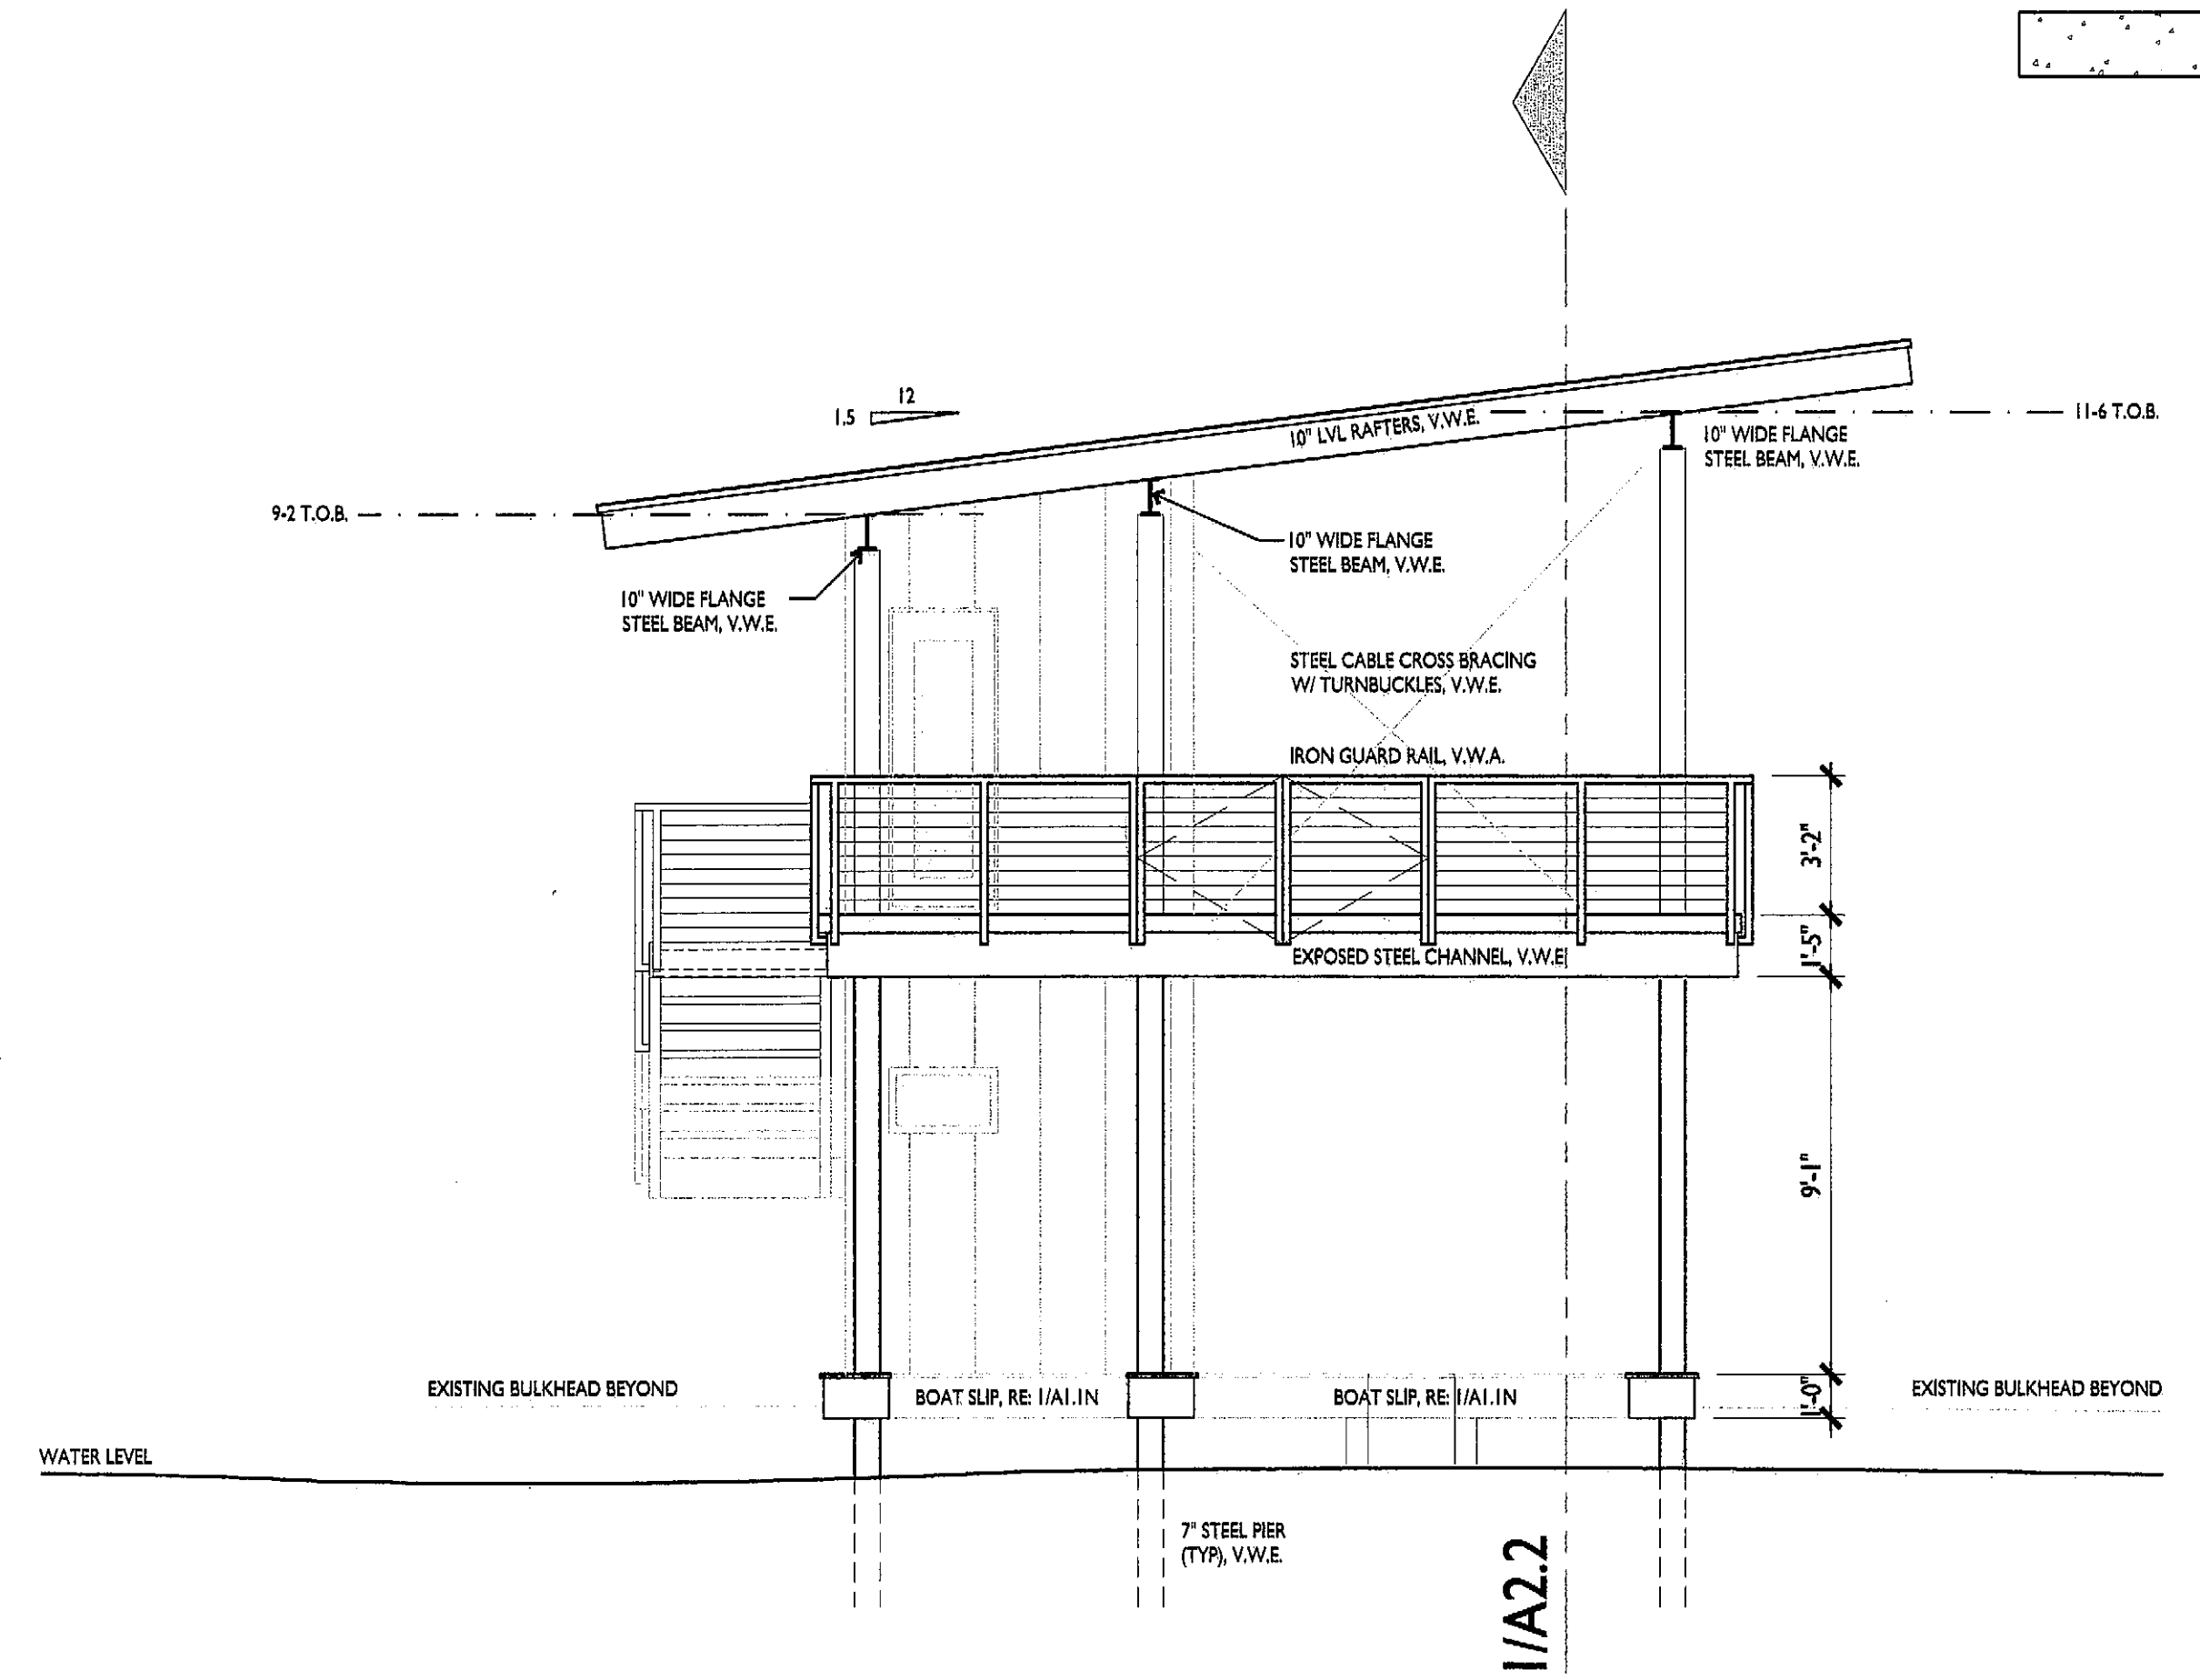 12
1.5
10" LVL RAFTERS, V.W.E.
11-6 T.O.B.
10" WIDE FLANGE
STEEL BEAM, V.W.E.
9-2 T.O.B.
10" WIDE FLANGE
STEEL BEAM, V.W.E.
10" WIDE FLANGE
STEEL BEAM, V.W.E.
STEEL CABLE CROSS BRACING
W/ TURNBUCKLES, V.W.E.
IRON GUARD RAIL, V.W.A.
3'-2"
1'-5"
EXPOSED STEEL CHANNEL, V.W.E
9'-1"
EXISTING BULKHEAD BEYOND
BOAT SLIP, RE: 1/A1.1N
BOAT SLIP, RE: 1/A1.1N
1'-0"
EXISTING BULKHEAD BEYOND
WATER LEVEL
7" STEEL PIER
(TYP), V.W.E.
1/A2.2